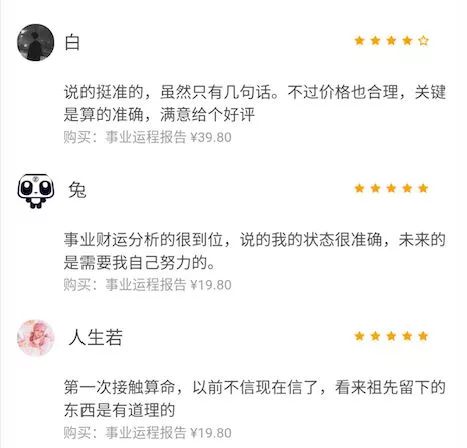 白
说的挺准的，虽然只有几句话。不过价格也合理，关键
是算的准确，满意给个好评
购买：事业运程报告 ¥39.80
兔
事业财运分析的很到位，说的我的状态很准确，未来的
是需要我自己努力的。
购买：事业运程报告 ¥19.80
人生若
第一次接触算命，以前不信现在信了，看来祖先留下的
东西是有道理的
购买：事业运程报告 ¥19.80